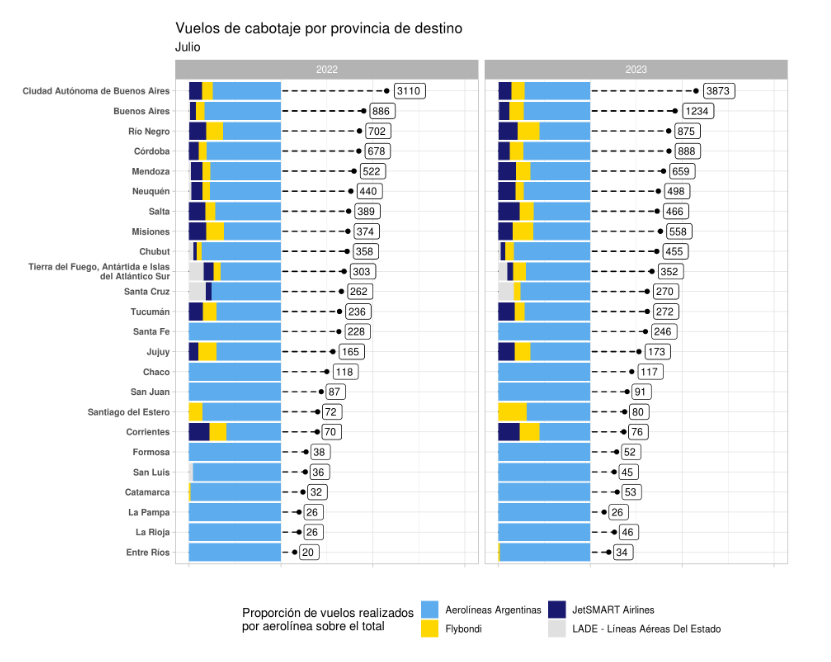 Vuelos de cabotaje por provincia de destino
Julio
2022 2023
Ciudad Autónoma de Buenos Aires 3110 3873
Buenos Aires 886 1234
Río Negro 702 875
Córdoba 678 888
Mendoza 522 659
Neuquén 440 498
Salta 389 466
Misiones 374 558
Chubut 358 455
Tierra del Fuego, Antártida e Islas
del Atlántico Sur 303 352
Santa Cruz 262 270
Tucumán 236 272
Santa Fe 228 246
Jujuy 165 173
Chaco 118 117
San Juan 87 91
Santiago del Estero 72 80
Corrientes 70 76
Formosa 38 52
San Luis 36 45
Catamarca 32 53
La Pampa 26 26
La Rioja 26 46
Entre Ríos 20 34
Proporción de vuelos realizados
por aerolínea sobre el total
Aerolíneas Argentinas JetSMART Airlines
Flybondi LADE - Líneas Aéreas Del Estado